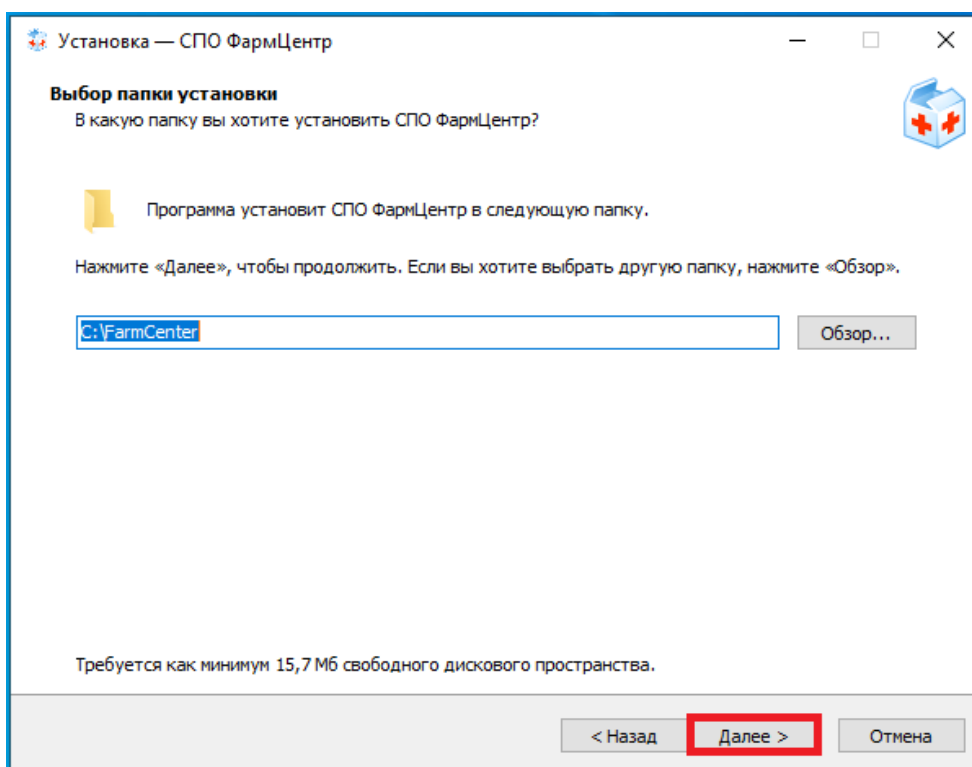 Установка — СПО ФармЦентр
Выбор папки установки
В какую папку вы хотите установить СПО ФармЦентр?
Программа установит СПО ФармЦентр в следующую папку.
Нажмите «Далее», чтобы продолжить. Если вы хотите выбрать другую папку, нажмите «Обзор».
C:\FarmCenter
Обзор...
Требуется как минимум 15,7 Мб свободного дискового пространства.
< Назад
Далее >
Отмена